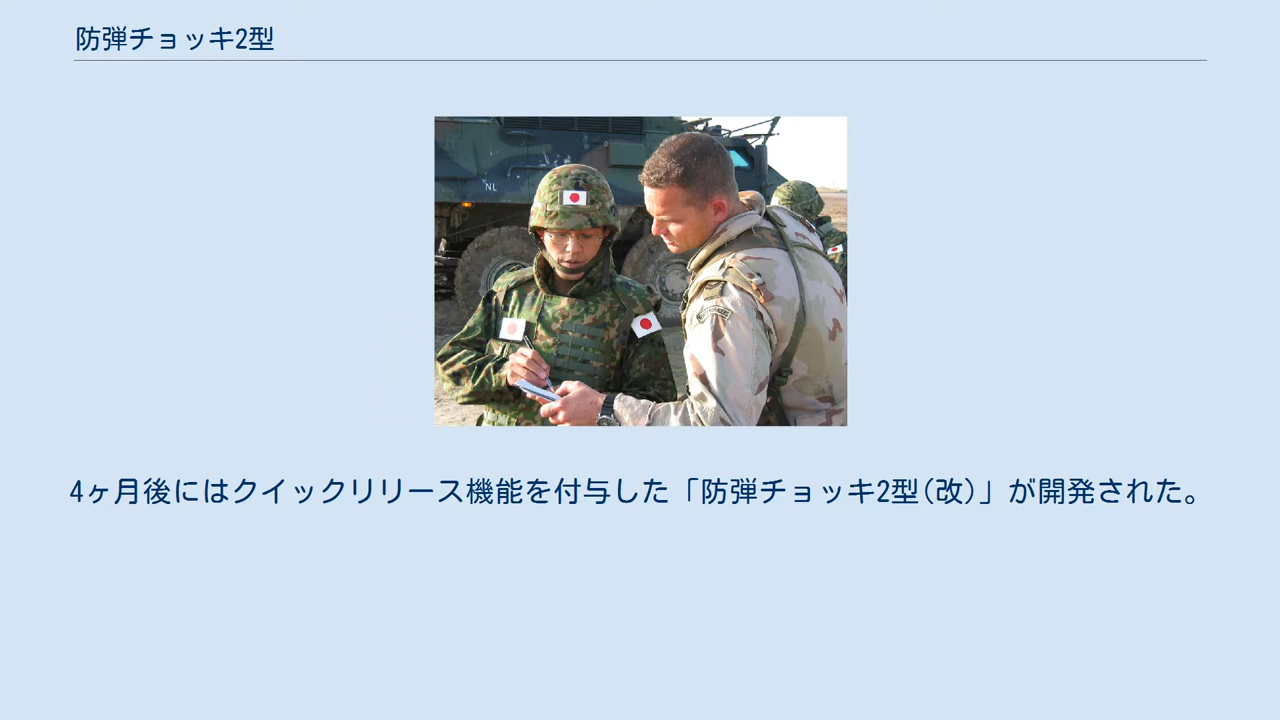 防弾チョッキ2型
NL
4ヶ月後にはクイックリリース機能を付与した「防弾チョッキ2型(改)」が開発された。